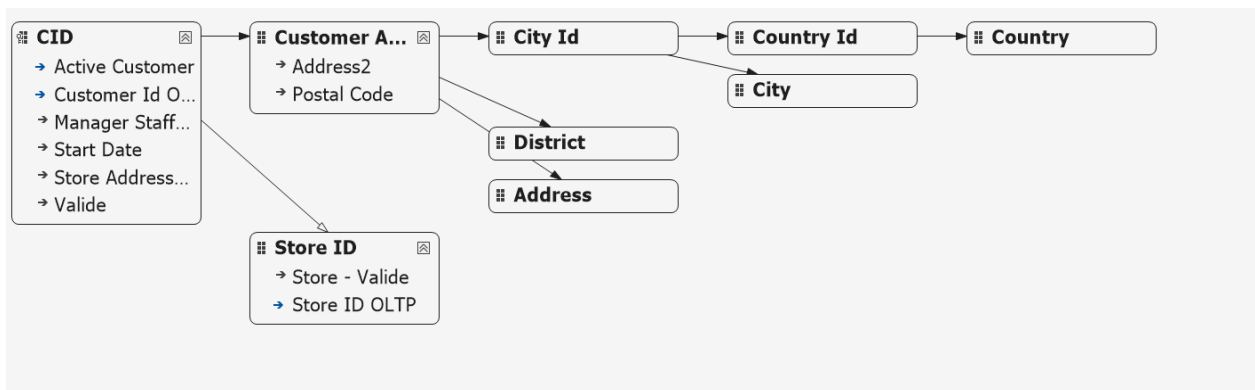 CID
Active Customer
Customer Id O...
Manager Staff...
Start Date
Store Address...
Valide
Customer A...
Address2
Postal Code
City Id
Country Id
Country
City
District
Address
Store ID
Store - Valide
Store ID OLTP